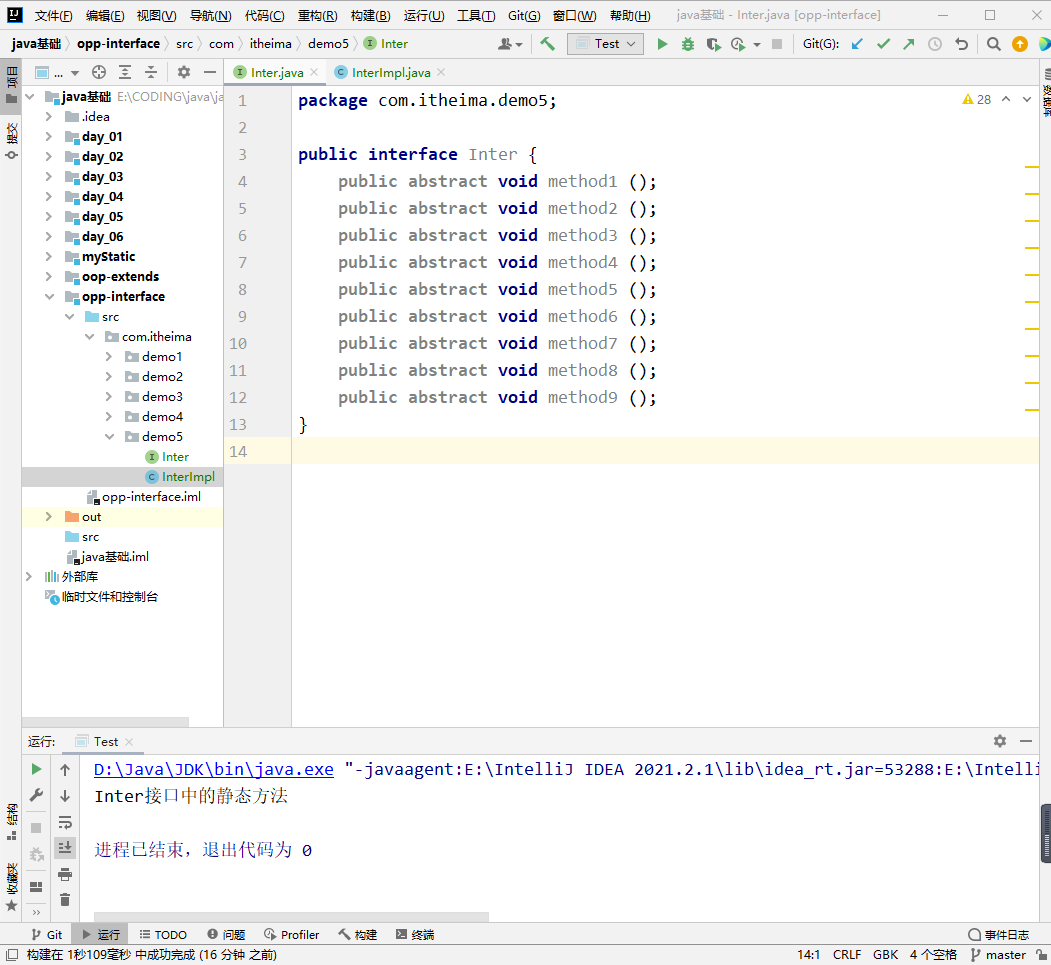 文件(F) 编辑(E) 视图(V) 导航(N) 代码(C) 重构(R) 构建(B) 运行(U) 工具(T) Git(G) 窗口(W) 帮助(H) java基础 - Inter.java [opp-interface]
java基础 opp-interface src com itheima demo5 Inter Test Git(G):
项目
提交
...
Inter.java InterImpl.java
java基础 E:\CODING\java\ja
.idea
day_01
day_02
day_03
day_04
day_05
day_06
myStatic
oop-extends
opp-interface
src
com.itheima
demo1
demo2
demo3
demo4
demo5
Inter
InterImpl
opp-interface.iml
out
src
java基础.iml
外部库
临时文件和控制台
28
数据库
1 package com.itheima.demo5;
2
3 public interface Inter {
4 public abstract void method1 ();
5 public abstract void method2 ();
6 public abstract void method3 ();
7 public abstract void method4 ();
8 public abstract void method5 ();
9 public abstract void method6 ();
10 public abstract void method7 ();
11 public abstract void method8 ();
12 public abstract void method9 ();
13 }
14
运行: Test
D:\Java\JDK\bin\java.exe "-javaagent:E:\IntelliJ IDEA 2021.2.1\lib\idea_rt.jar=53288:E:\Intelli
Inter接口中的静态方法
进程已结束，退出代码为 0
结构
收藏夹
Git 运行 TODO 问题 Profiler 构建 终端 事件日志
构建在 1秒109毫秒 中成功完成 (16 分钟 之前) 14:1 CRLF GBK 4 个空格 master